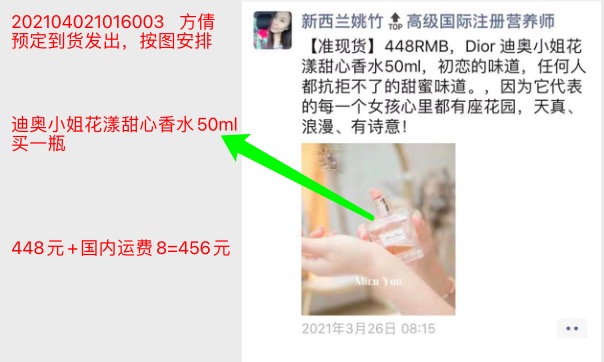 202104021016003 方倩
预定到货发出，按图安排
迪奥小姐花漾甜心香水50ml
买一瓶
448元+国内运费8=456元
新西兰姚竹🔝高级国际注册营养师
【准现货】448RMB，Dior 迪奥小姐花
漾甜心香水50ml，初恋的味道，任何人
都抗拒不了的甜蜜味道。，因为它代表
的每一个女孩心里都有座花园，天真、
浪漫、有诗意！
Micn You
2021年3月26日 08:15